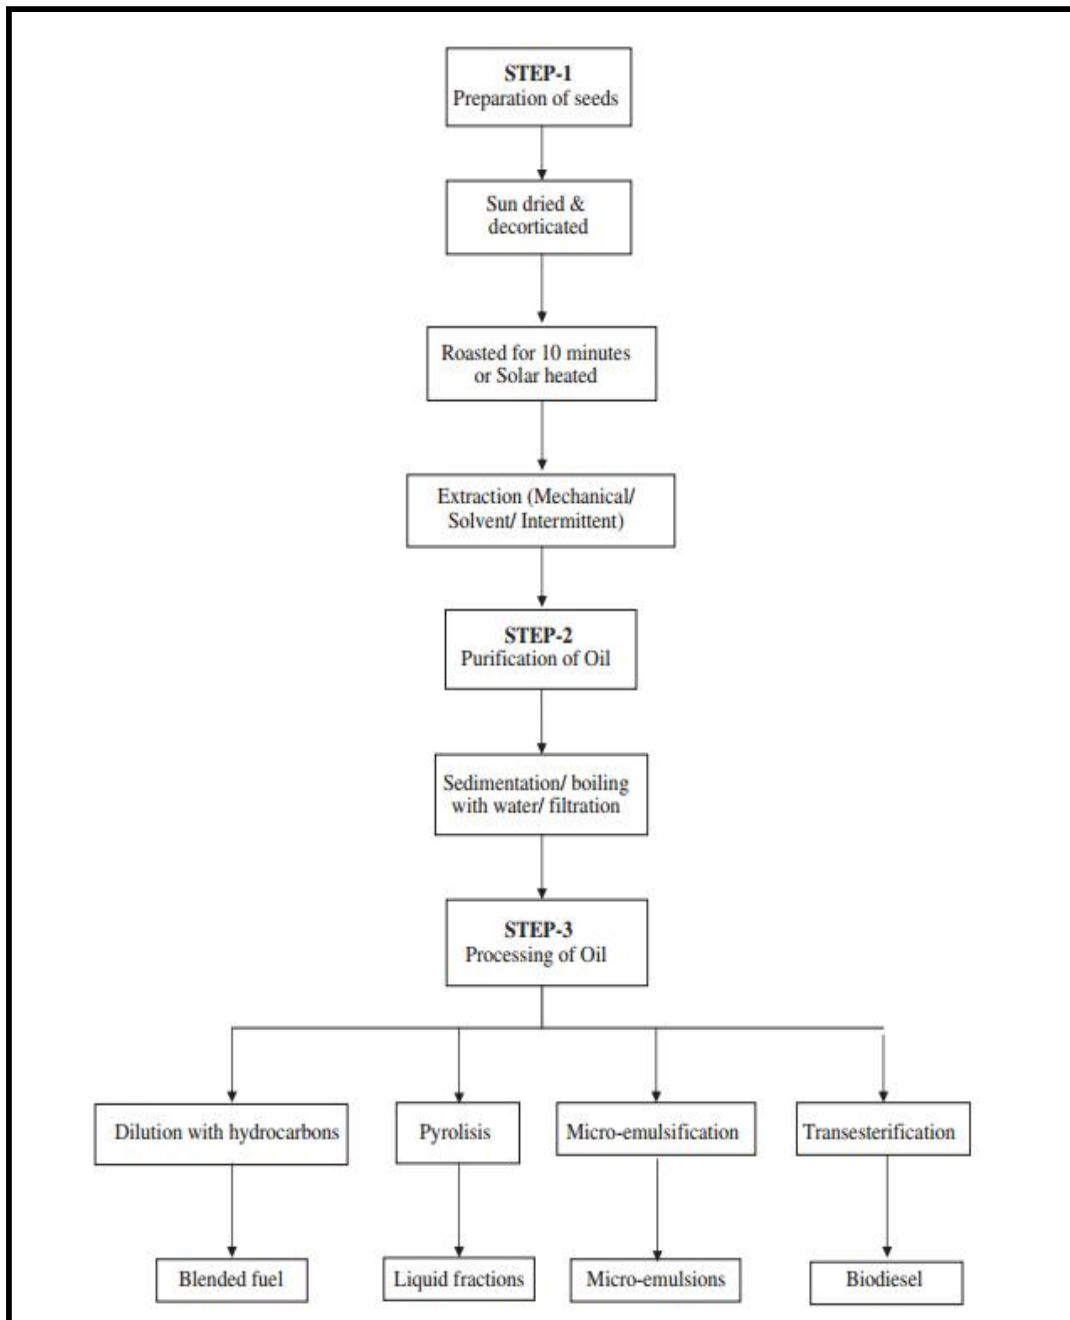 STEP-1
Preparation of seeds
Sun dried &
decorticated
Roasted for 10 minutes
or Solar heated
Extraction (Mechanical/
Solvent/ Intermittent)
STEP-2
Purification of Oil
Sedimentation/ boiling
with water/ filtration
STEP-3
Processing of Oil
Dilution with hydrocarbons
Pyrolisis
Micro-emulsification
Transesterification
Blended fuel
Liquid fractions
Micro-emulsions
Biodiesel